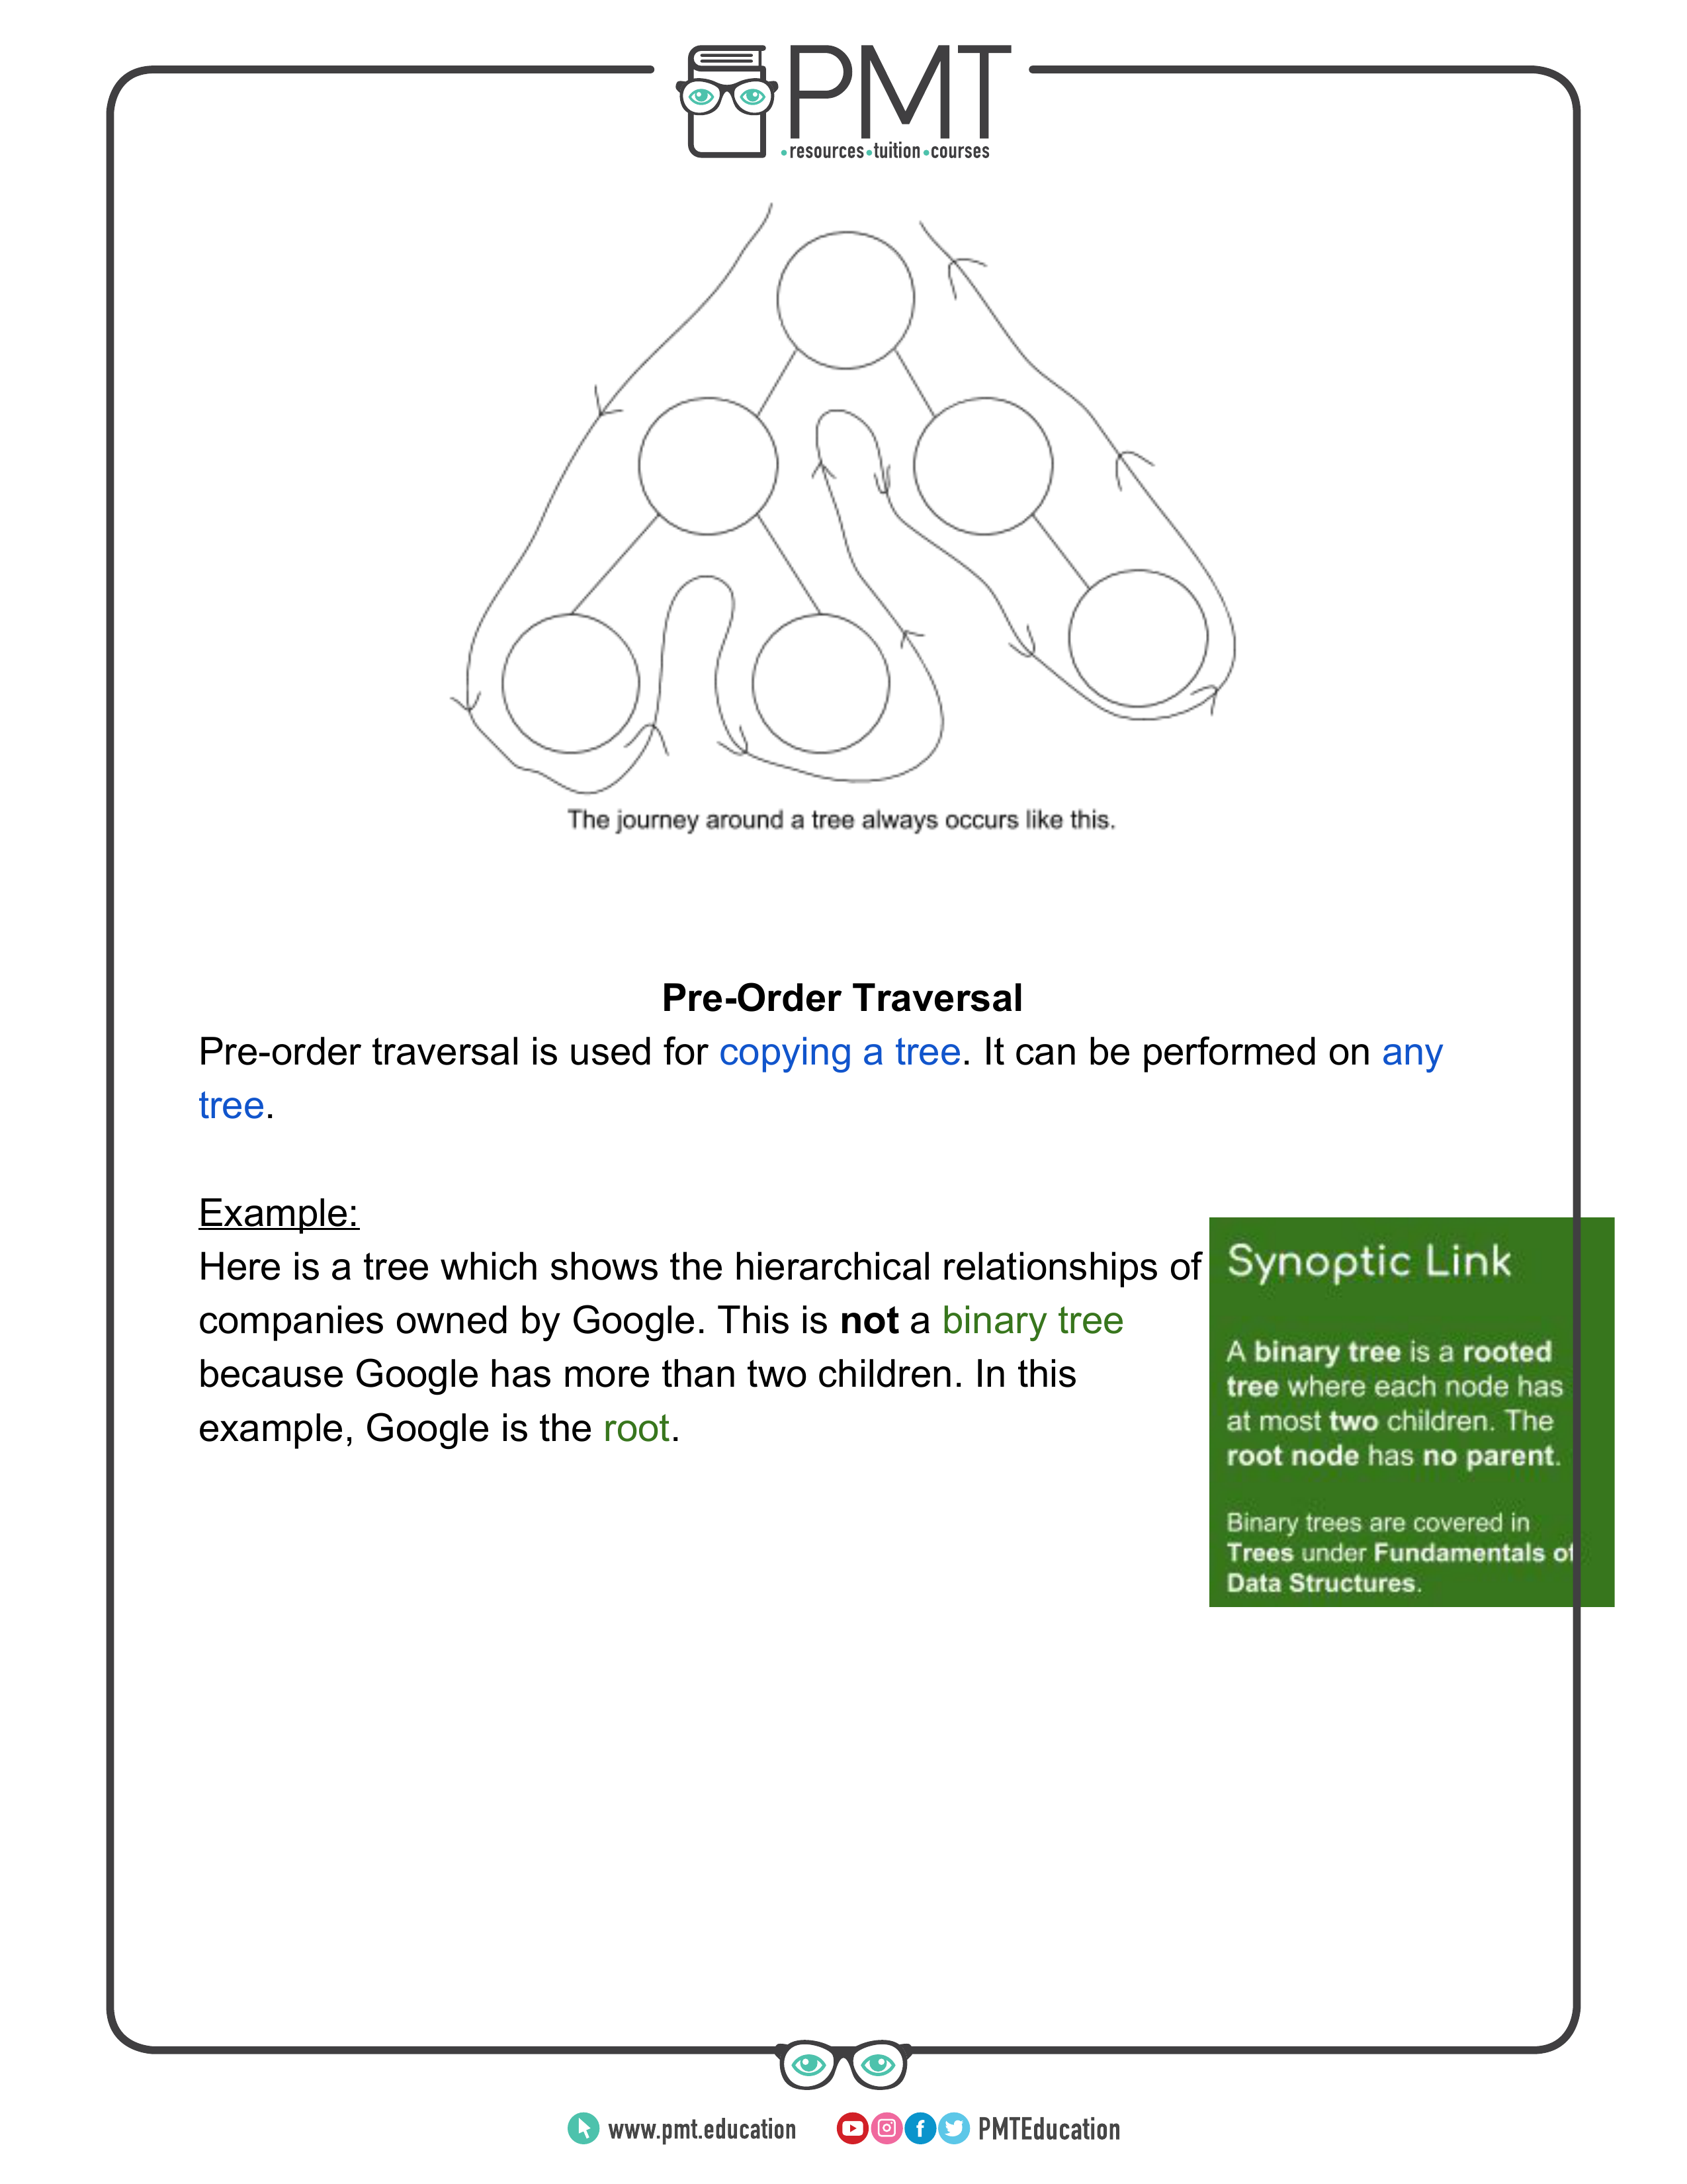 PMT
•resources•tuition•courses
The journey around a tree always occurs like this.
Pre-Order Traversal
Pre-order traversal is used for copying a tree. It can be performed on any
tree.
Example:
Here is a tree which shows the hierarchical relationships of
companies owned by Google. This is not a binary tree
because Google has more than two children. In this
example, Google is the root.
Synoptic Link
A binary tree is a rooted
tree where each node has
at most two children. The
root node has no parent.
Binary trees are covered in
Trees under Fundamentals of
Data Structures.
www.pmt.education
PMTEducation